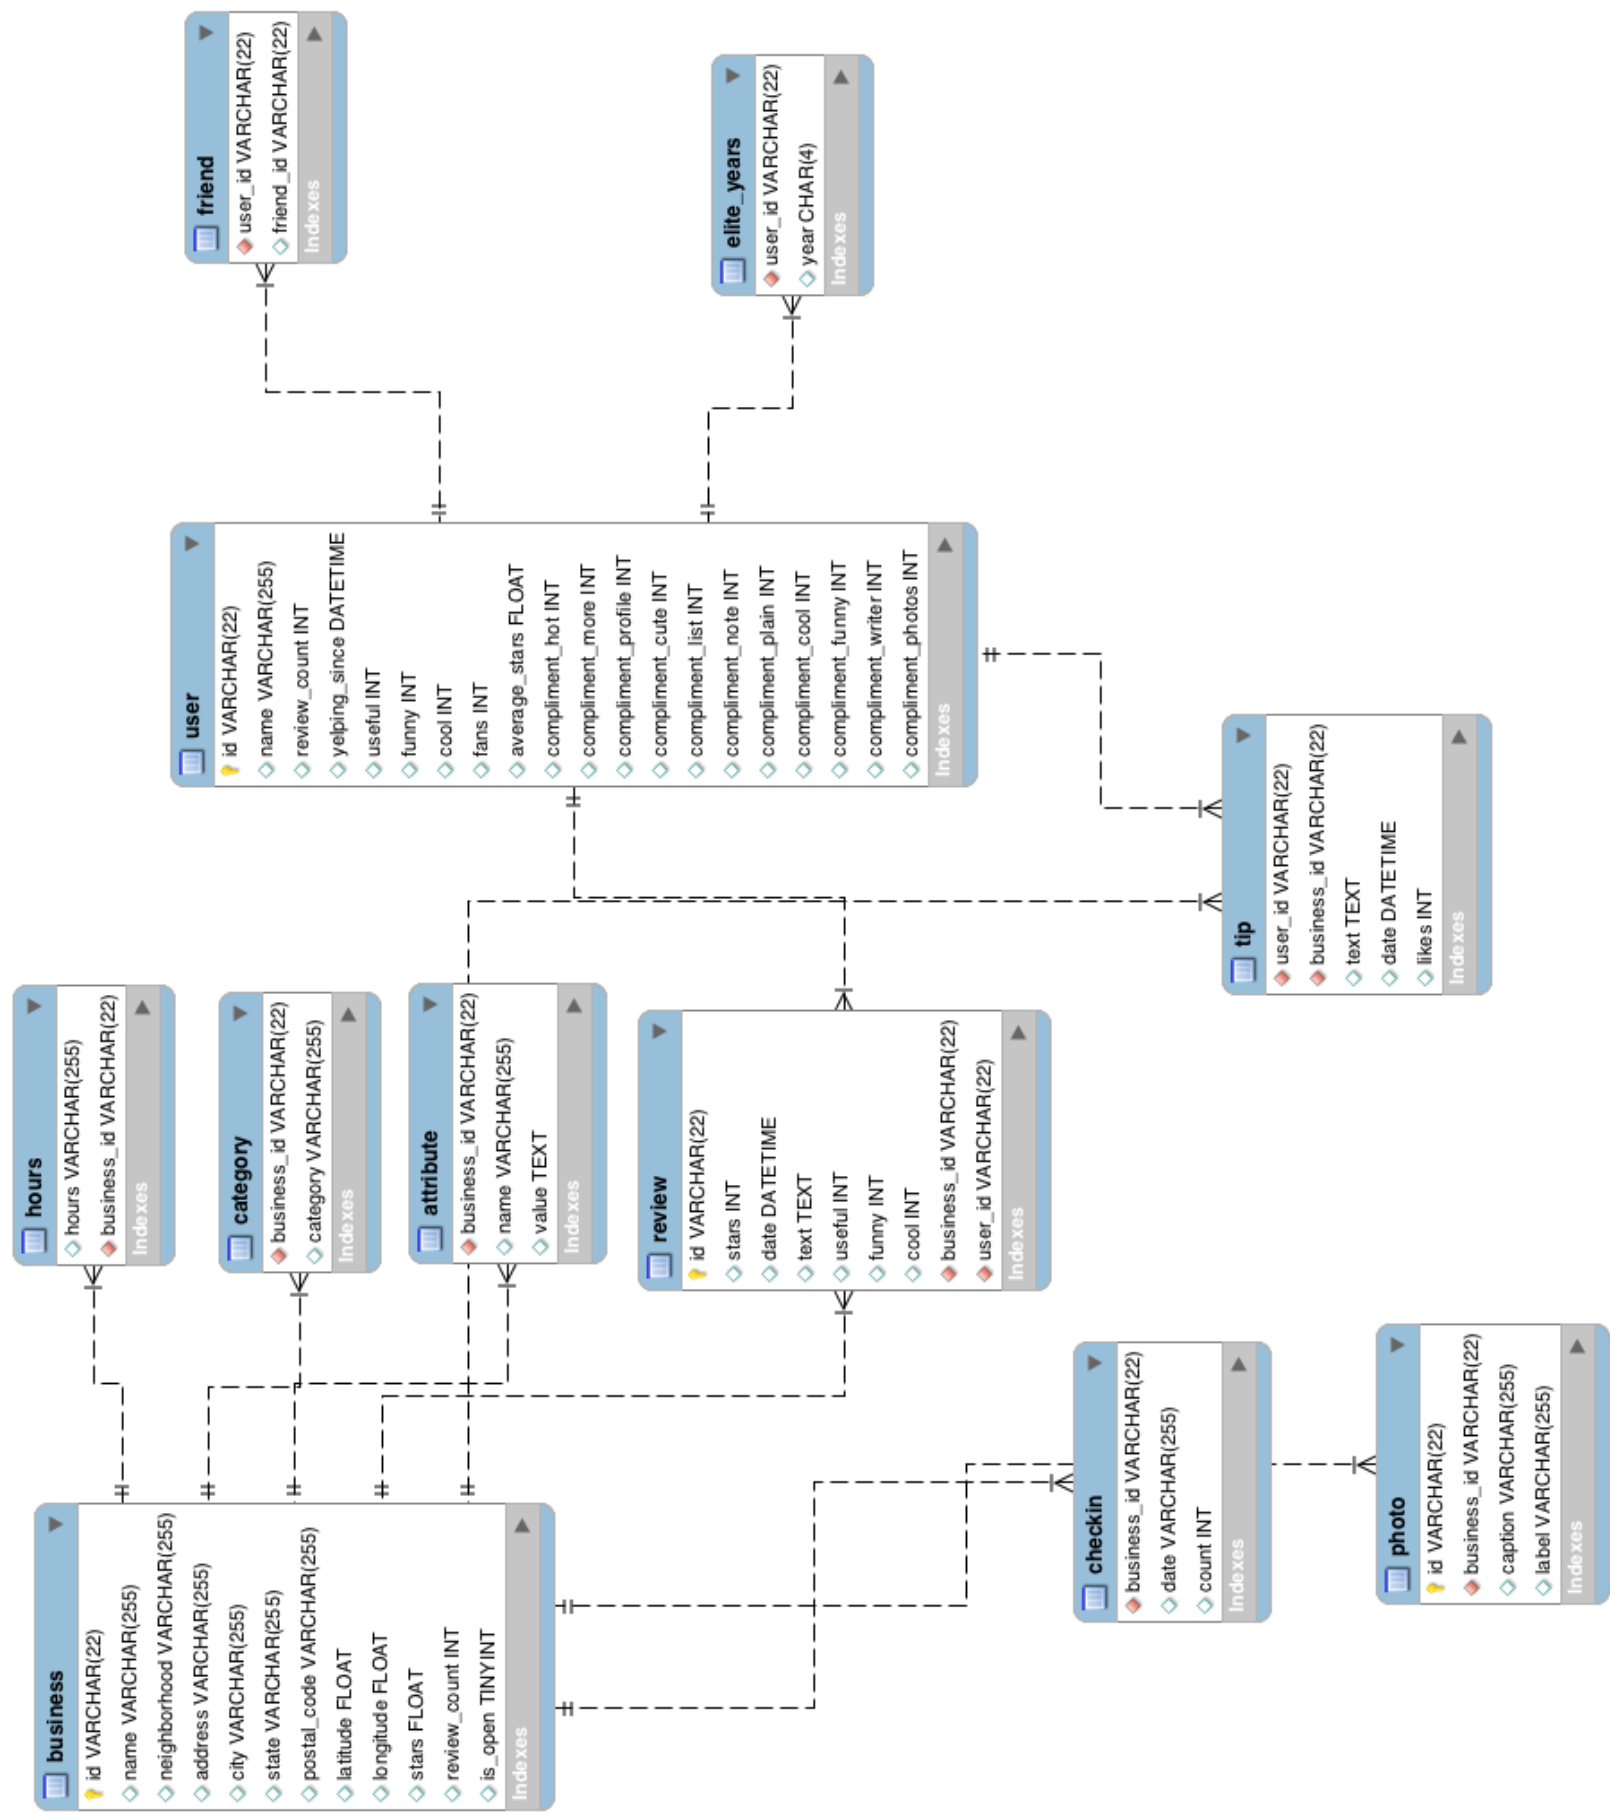 business
id VARCHAR(22)
name VARCHAR(255)
neighborhood VARCHAR(255)
address VARCHAR(255)
city VARCHAR(255)
state VARCHAR(255)
postal_code VARCHAR(255)
latitude FLOAT
longitude FLOAT
stars FLOAT
review_count INT
is_open TINYINT
Indexes
hours
hours VARCHAR(255)
business_id VARCHAR(22)
Indexes
category
business_id VARCHAR(22)
category VARCHAR(255)
Indexes
attribute
business_id VARCHAR(22)
name VARCHAR(255)
value TEXT
Indexes
review
id VARCHAR(22)
stars INT
date DATETIME
text TEXT
useful INT
funny INT
cool INT
business_id VARCHAR(22)
user_id VARCHAR(22)
Indexes
user
id VARCHAR(22)
name VARCHAR(255)
review_count INT
yelping_since DATETIME
useful INT
funny INT
cool INT
fans INT
average_stars FLOAT
compliment_hot INT
compliment_more INT
compliment_profile INT
compliment_cute INT
compliment_list INT
compliment_note INT
compliment_plain INT
compliment_cool INT
compliment_funny INT
compliment_writer INT
compliment_photos INT
Indexes
friend
user_id VARCHAR(22)
friend_id VARCHAR(22)
Indexes
elite_years
user_id VARCHAR(22)
year CHAR(4)
Indexes
checkin
business_id VARCHAR(22)
date VARCHAR(255)
count INT
Indexes
photo
id VARCHAR(22)
business_id VARCHAR(22)
caption VARCHAR(255)
label VARCHAR(255)
Indexes
tip
user_id VARCHAR(22)
business_id VARCHAR(22)
text TEXT
date DATETIME
likes INT
Indexes